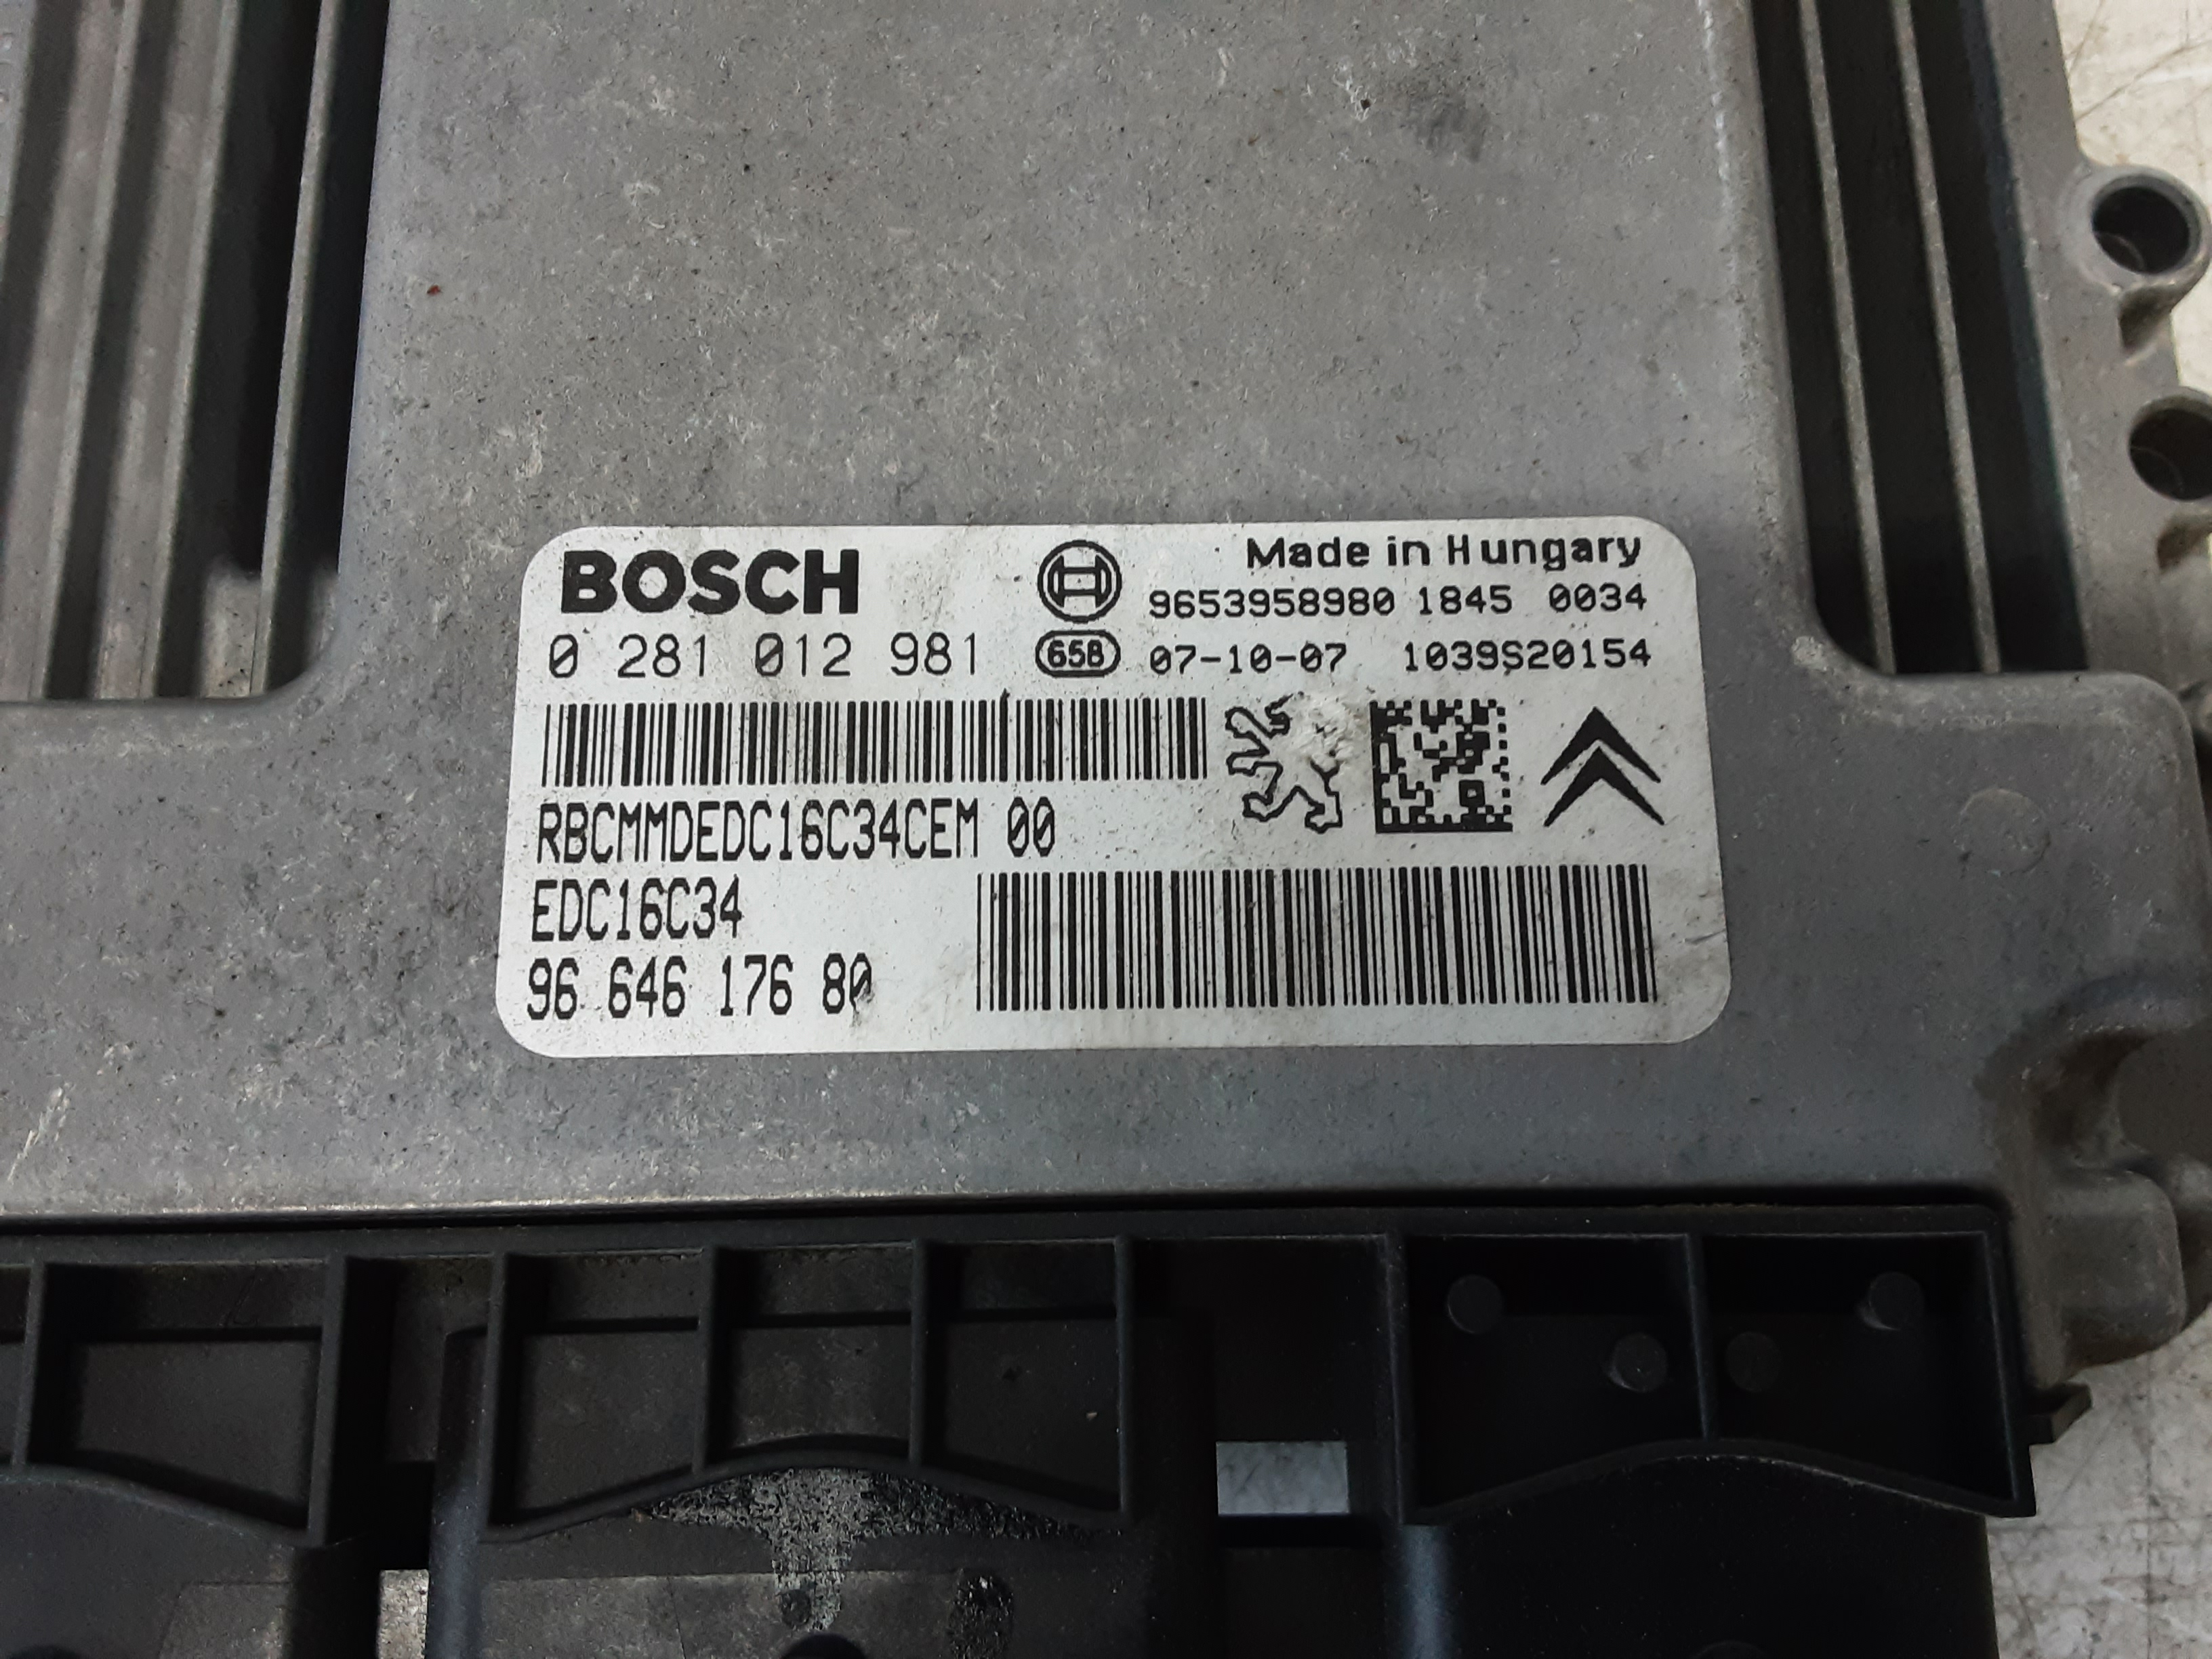 BOSCH
Made in Hungary
9653958980 1845 0034
0 281 012 981
658
07-10-07 1039S20154
RBCMMDEDC16C34CEM 00
EDC16C34
96 646 176 80